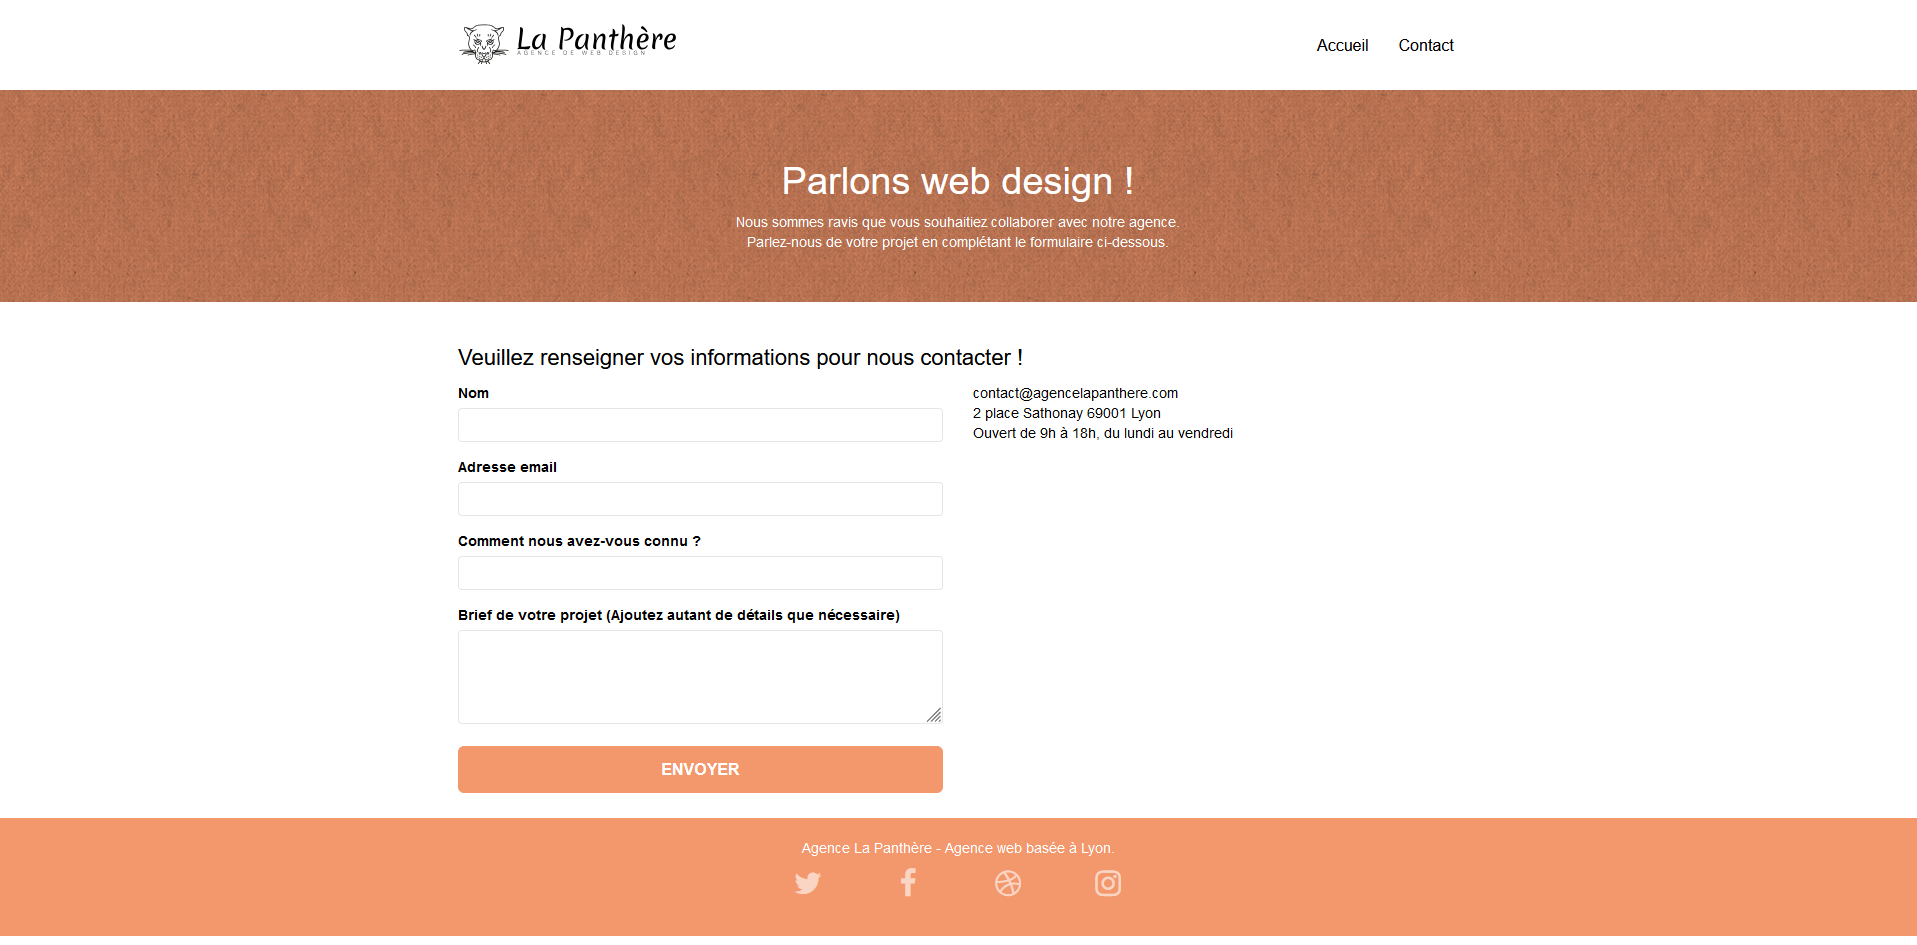 La Panthère
AGENCE DE WEB DESIGN
Accueil
Contact
Parlons web design !
Nous sommes ravis que vous souhaitiez collaborer avec notre agence.
Parlez-nous de votre projet en complétant le formulaire ci-dessous.
Veuillez renseigner vos informations pour nous contacter !
Nom
contact@agencelapanthere.com
2 place Sathonay 69001 Lyon
Ouvert de 9h à 18h, du lundi au vendredi
Adresse email
Comment nous avez-vous connu ?
Brief de votre projet (Ajoutez autant de détails que nécessaire)
ENVOYER
Agence La Panthère - Agence web basée à Lyon.